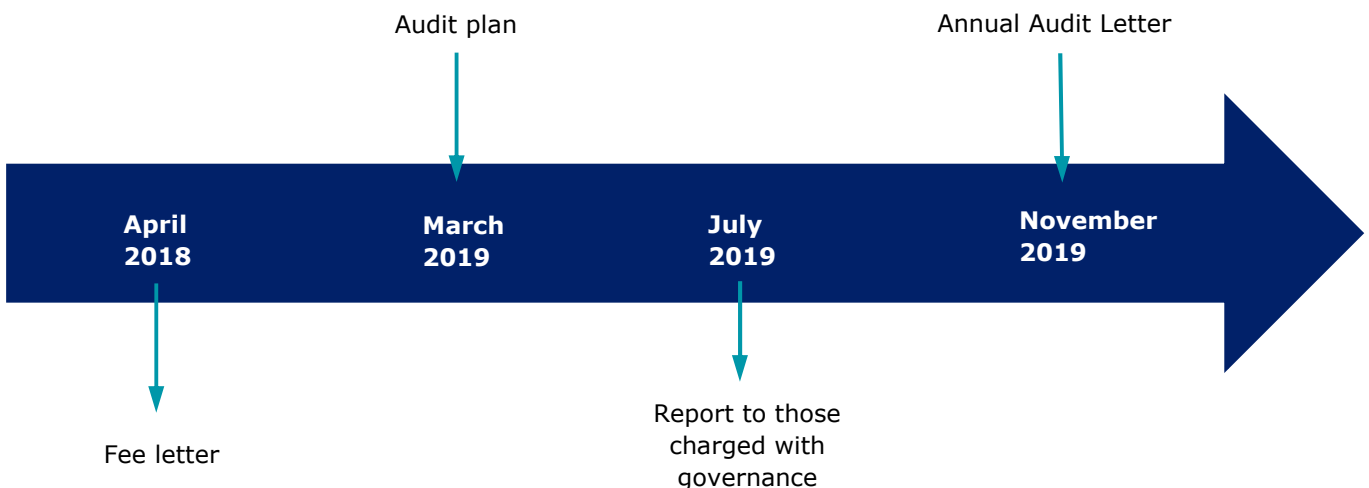 Audit plan
Annual Audit Letter
April
2018
March
2019
July
2019
November
2019
Fee letter
Report to those
charged with
governance